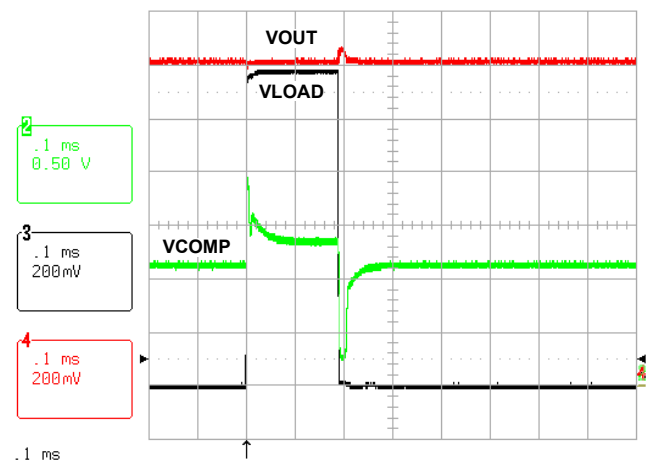 VOUT
VLOAD
2
.1 ms
0.50 V
3
.1 ms
200mV
VCOMP
4
.1 ms
200mV
.1 ms